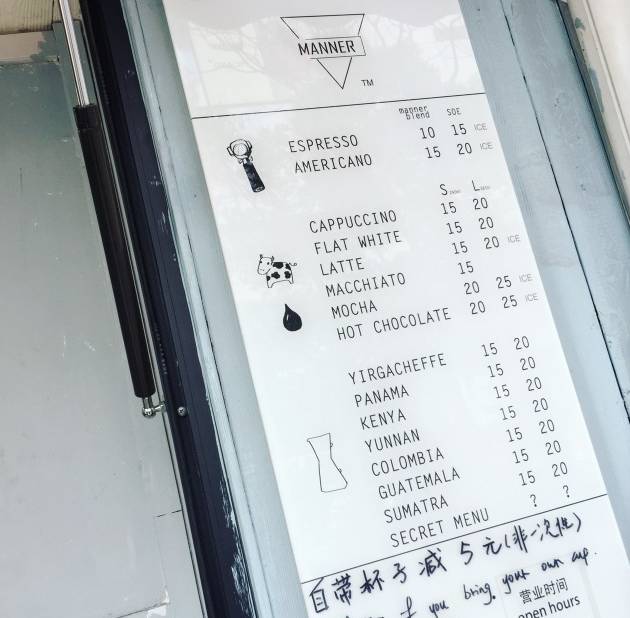 MANNER
TM
manner blend SOE
ESPRESSO 10 15 ICE
AMERICANO 15 20 ICE
S L
CAPPUCCINO 15 20
FLAT WHITE 15 20
LATTE 15 20 ICE
MACCHIATO 15
MOCHA 20 25 ICE
HOT CHOCOLATE 20 25 ICE
YIRGACHEFFE 15 20
PANAMA 15 20
KENYA 15 20
YUNNAN 15 20
COLOMBIA 15 20
GUATEMALA 15 20
SUMATRA 15 20
SECRET MENU ? ?
自带杯子减5元(非一次性)
if you bring your own cup.
营业时间
open hours